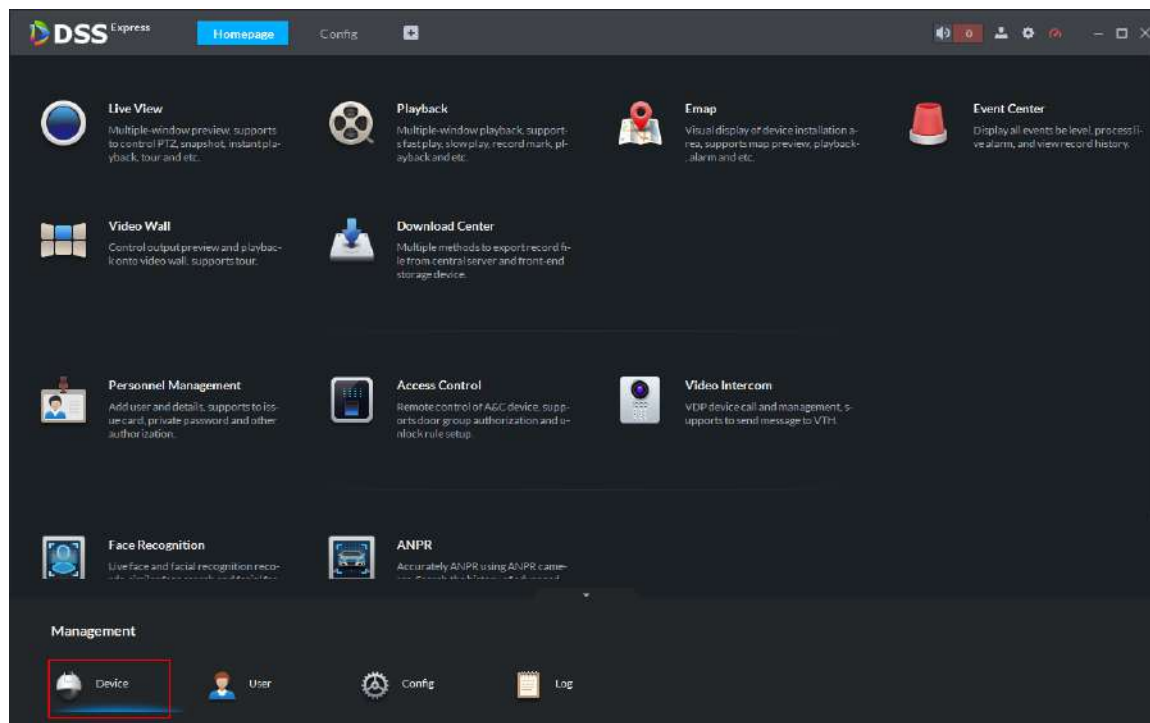 DSS Express
Homepage
Config
0
Live View
Multiple-window preview, supports
to control PTZ, snapshot, instant pla-
yback, tour and etc.
Playback
Multiple-window playback, support-
s fast play, slow play, record mark, pl-
ayback and etc.
Emap
Visual display of device installation a-
rea, supports map preview, playback-
, alarm and etc.
Event Center
Display all events be level, process li-
ve alarm, and view record history.
Video Wall
Control output preview and playbac-
k onto video wall, supports tour.
Download Center
Multiple methods to export record fi-
le from central server and front-end
storage device.
Personnel Management
Add user and details, supports to iss-
ue card, private password and other
authorization.
Access Control
Remote control of A&C device, supp-
orts door group authorization and u-
nlock rule setup.
Video Intercom
VDP device call and management, s-
upports to send message to VTH.
Face Recognition
Live face and facial recognition reco-
ANPR
Accurately ANPR using ANPR came-
Management
Device
User
Config
Log